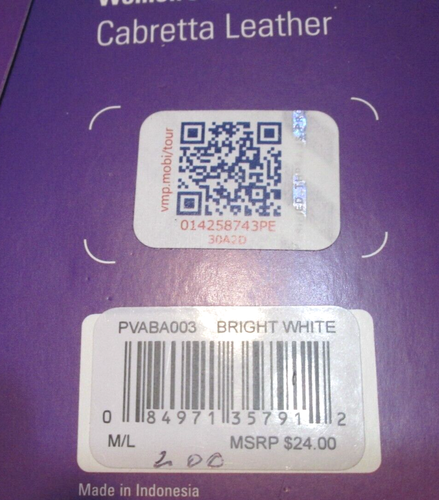 Cabretta Leather
vmp.mobi/tour
014258743PE
30A2D
PVABA003 BRIGHT WHITE
0 84971 35791 2
M/L MSRP $24.00
2 00
Made in Indonesia